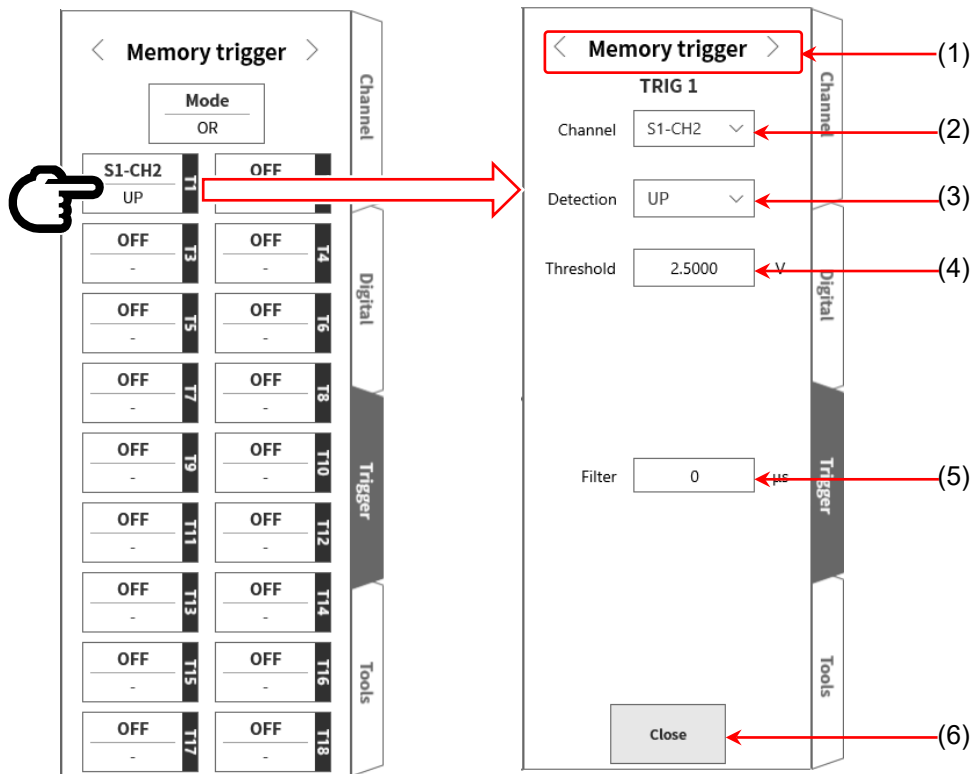 Memory trigger
Mode
OR
S1-CH2
UP
T1
OFF
OFF
-
T3
OFF
-
T4
OFF
-
T5
OFF
-
T6
OFF
-
T7
OFF
-
T8
OFF
-
T9
OFF
-
T10
OFF
-
T11
OFF
-
T12
OFF
-
T13
OFF
-
T14
OFF
-
T15
OFF
-
T16
OFF
-
T17
OFF
-
T18
Channel
Digital
Trigger
Tools
Memory trigger
(1)
TRIG 1
Channel S1-CH2
(2)
Detection UP
(3)
Threshold 2.5000 V
(4)
Filter 0 µs
(5)
Close
(6)
Channel
Digital
Trigger
Tools